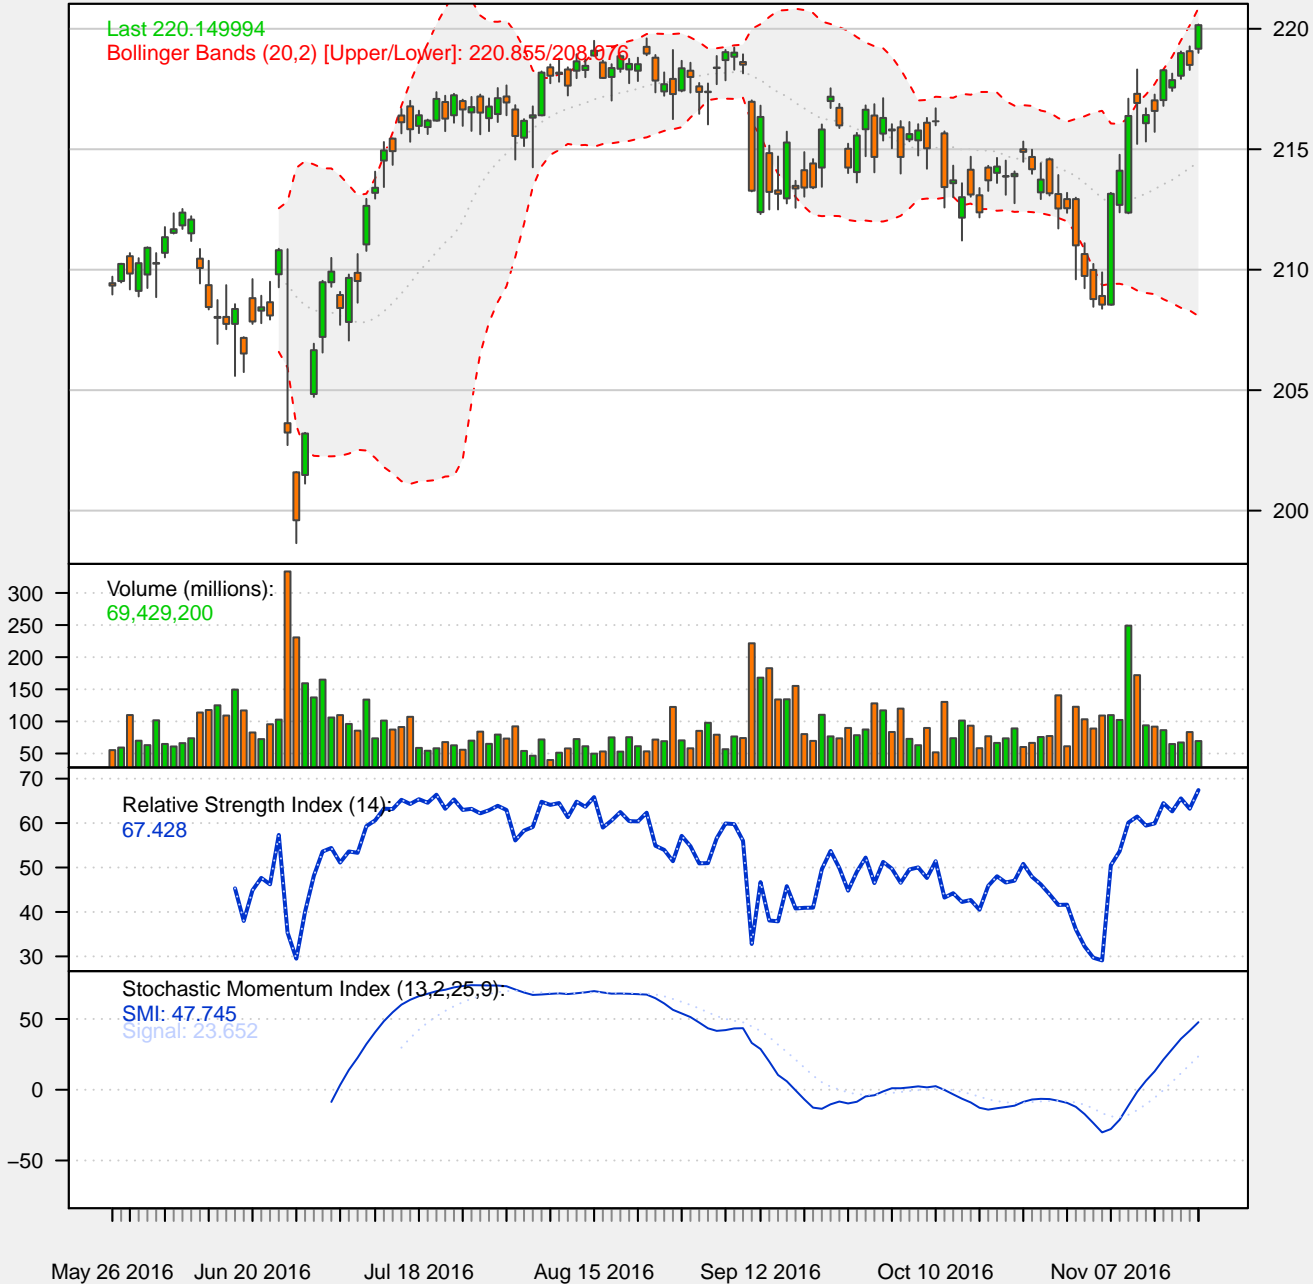 Last 220.149994
Bollinger Bands (20,2) [Upper/Lower]: 220.855/208.076
220
215
210
205
200
Volume (millions):
69,429,200
300
250
200
150
100
50
Relative Strength Index (14):
67.428
70
60
50
40
30
Stochastic Momentum Index (13,2,25,9):
SMI: 47.745
Signal: 23.652
50
0
−50
May 26 2016 Jun 20 2016 Jul 18 2016 Aug 15 2016 Sep 12 2016 Oct 10 2016 Nov 07 2016